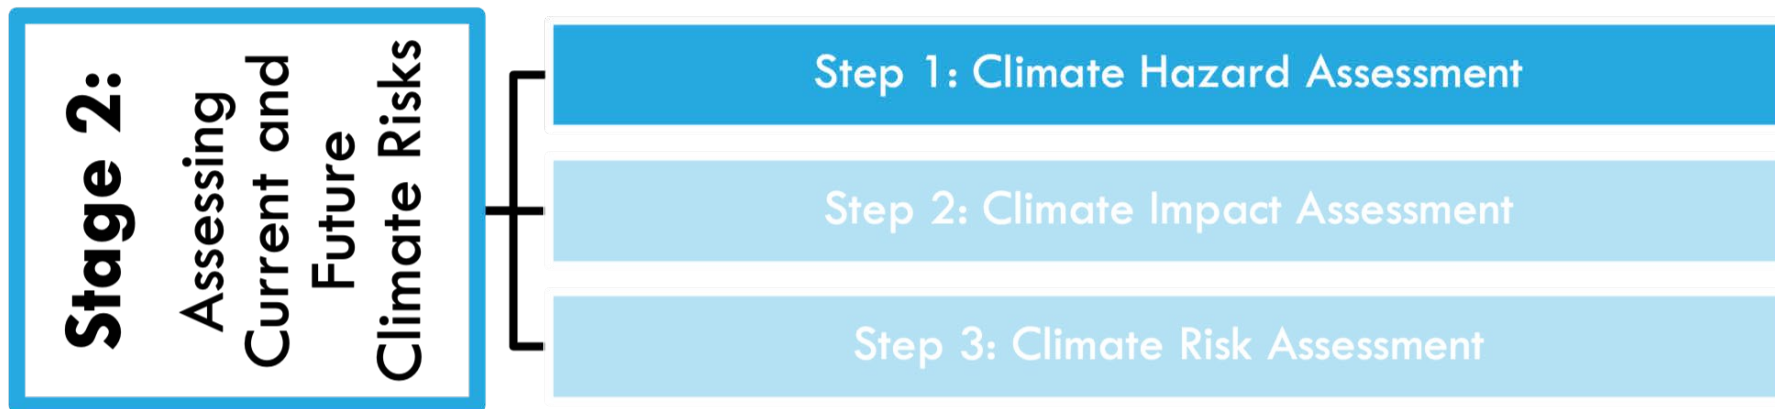 Stage 2:
Assessing
Current and
Future
Climate Risks
Step 1: Climate Hazard Assessment
Step 2: Climate Impact Assessment
Step 3: Climate Risk Assessment